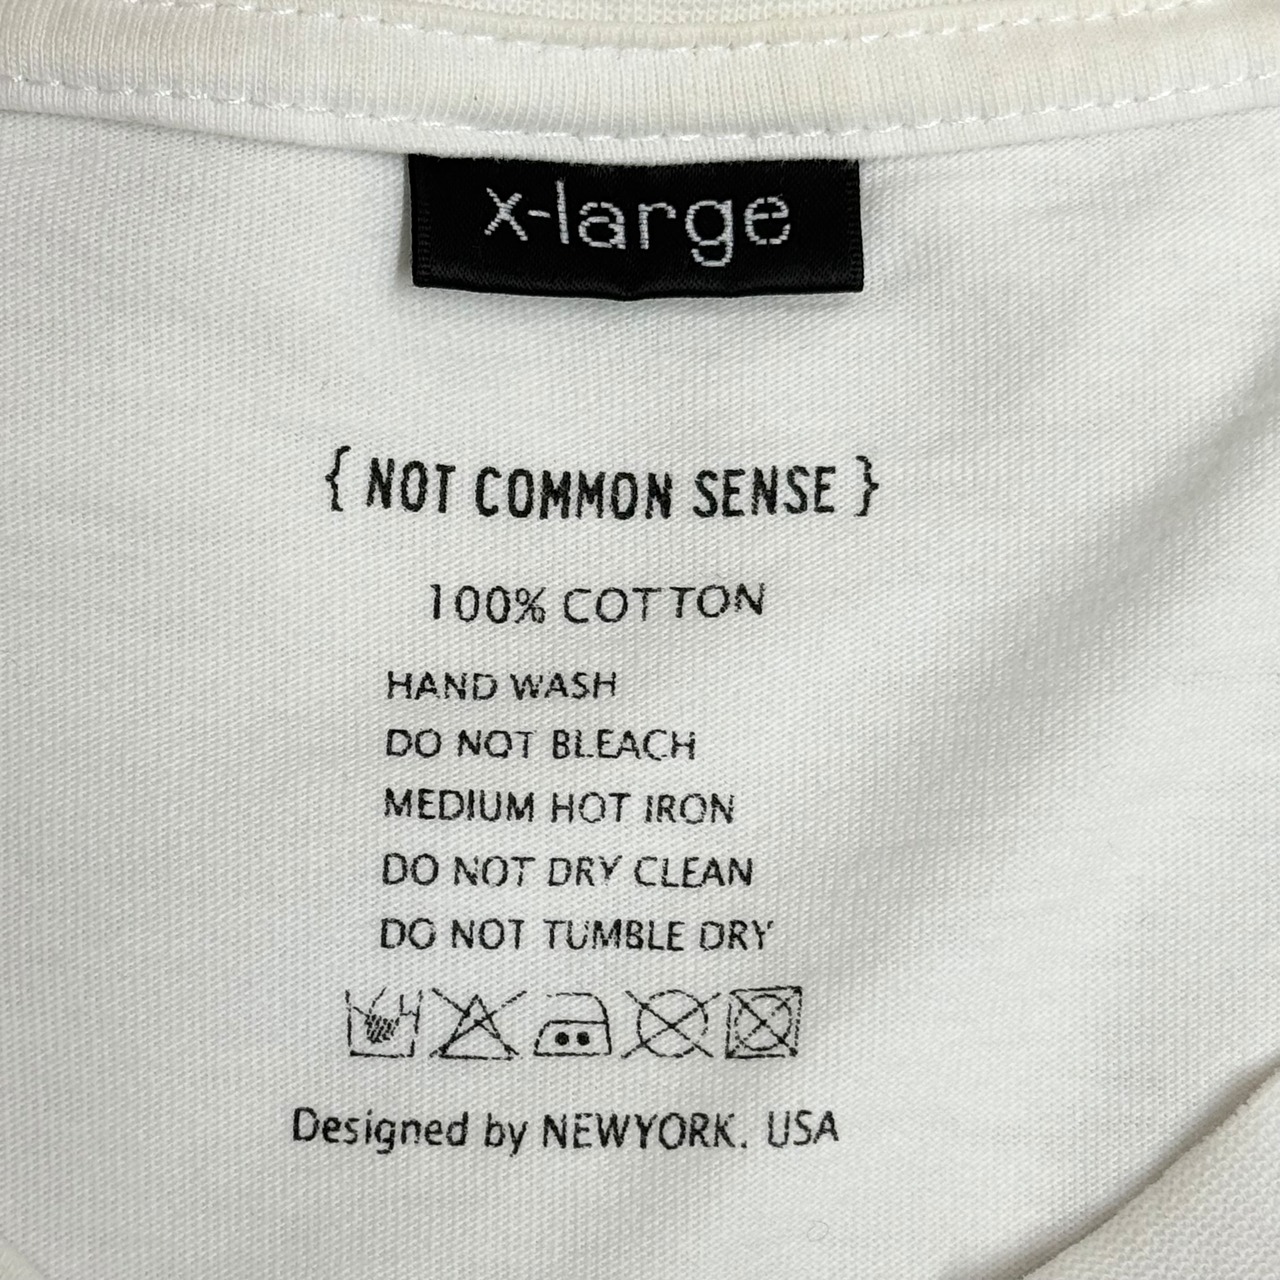 x-large
{ NOT COMMON SENSE }
100% COTTON
HAND WASH
DO NOT BLEACH
MEDIUM HOT IRON
DO NOT DRY CLEAN
DO NOT TUMBLE DRY
Designed by NEWYORK. USA